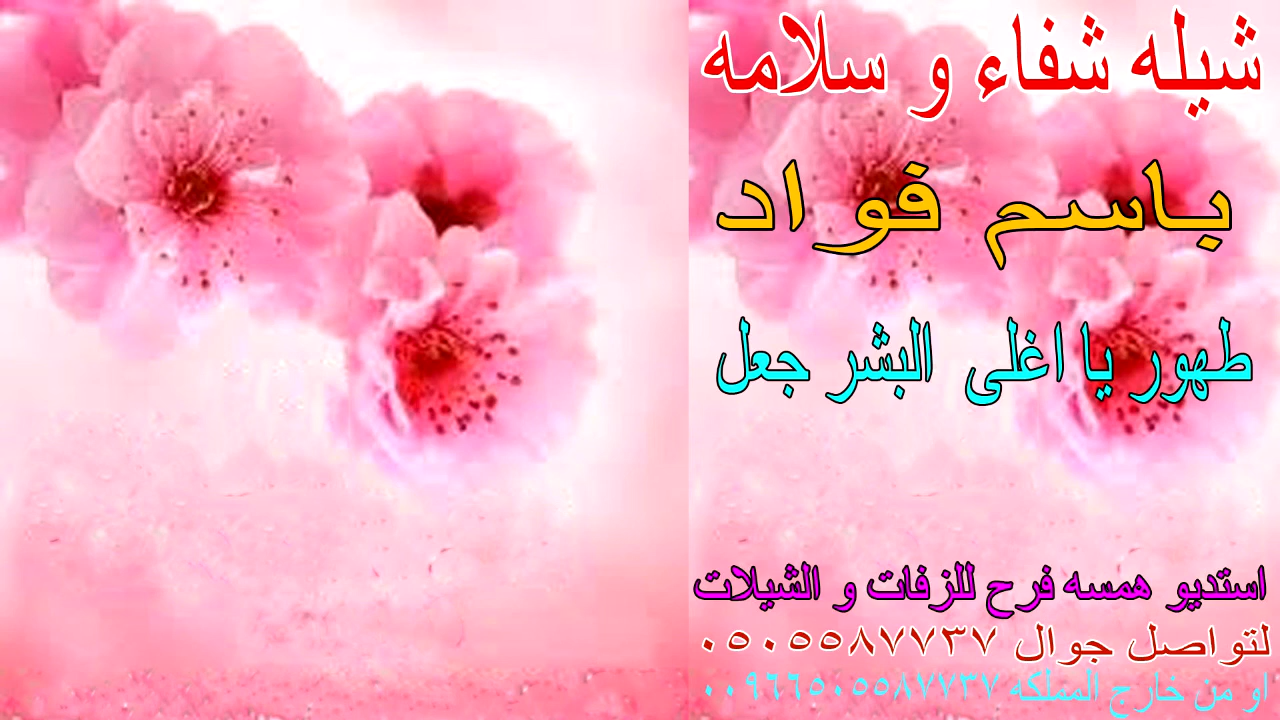 شيله شفاء و سلامه
باسم فواد
طهور يا اغلى البشر جعل
استديو همسه فرح للزفات و الشيلات
لتواصل جوال ٠٥٠٥٥٨٧٧٣٧
او من خارج المملكه ٠٠٩٦٦٥٠٥٥٨٧٧٣٧